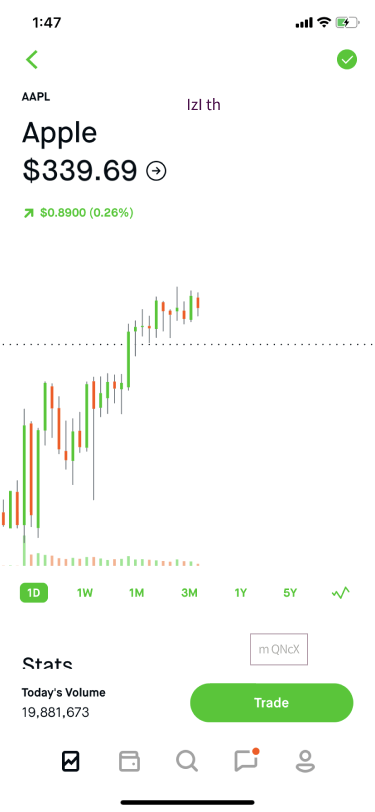 1:47
AAPL
lzl th
Apple
$339.69
$0.8900 (0.26%)
1D 1W 1M 3M 1Y 5Y
m QNcX
Stats
Today's Volume
19,881,673
Trade